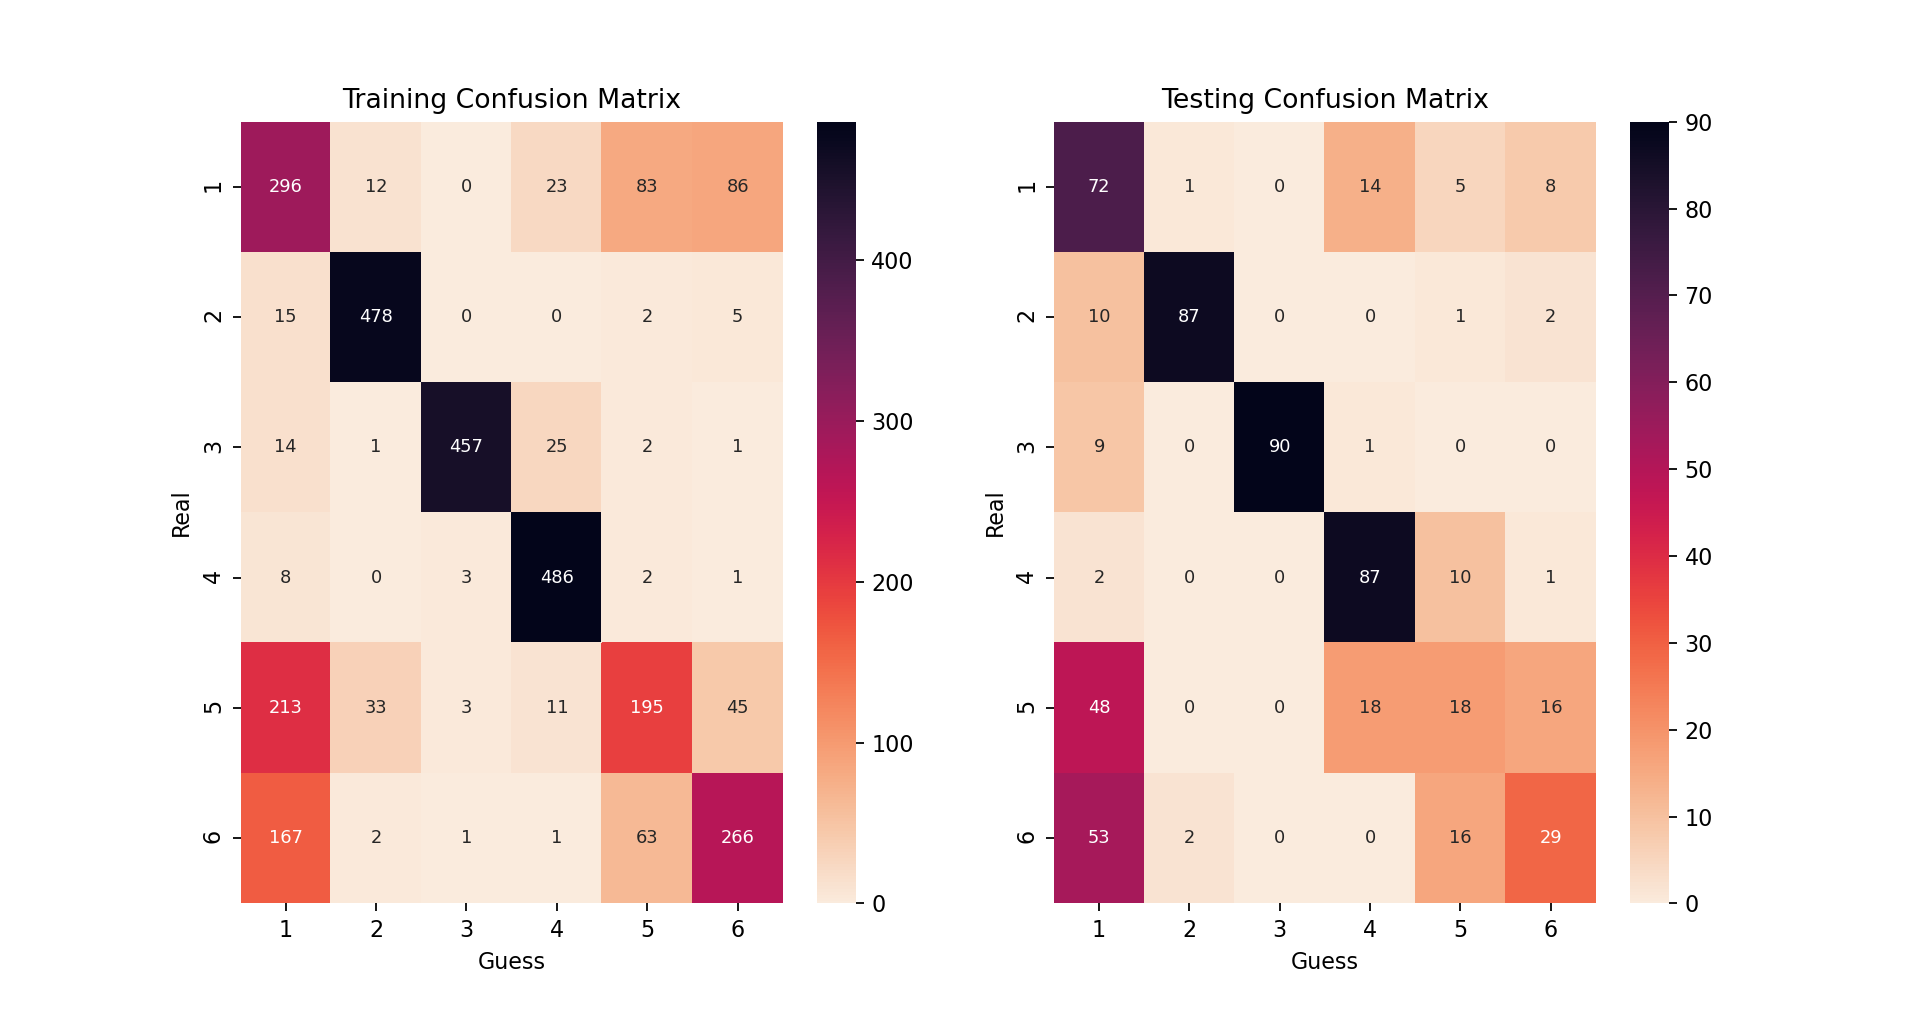 Training Confusion Matrix
Real
1 296 12 0 23 83 86
2 15 478 0 0 2 5
3 14 1 457 25 2 1
4 8 0 3 486 2 1
5 213 33 3 11 195 45
6 167 2 1 1 63 266
1 2 3 4 5 6
Guess
400
300
200
100
0
Testing Confusion Matrix
Real
1 72 1 0 14 5 8
2 10 87 0 0 1 2
3 9 0 90 1 0 0
4 2 0 0 87 10 1
5 48 0 0 18 18 16
6 53 2 0 0 16 29
1 2 3 4 5 6
Guess
90
80
70
60
50
40
30
20
10
0